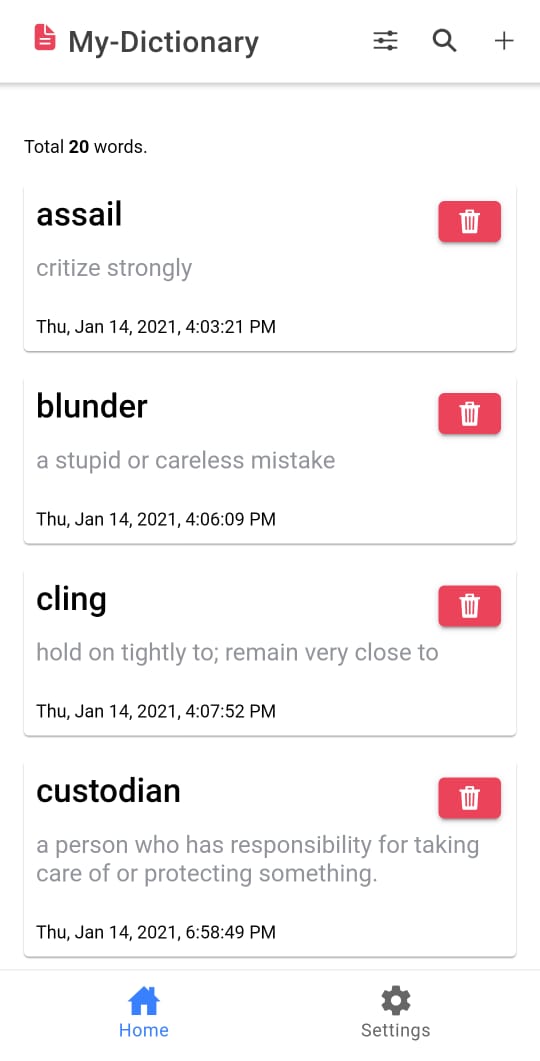 My-Dictionary
Total 20 words.
assail
critize strongly
Thu, Jan 14, 2021, 4:03:21 PM
blunder
a stupid or careless mistake
Thu, Jan 14, 2021, 4:06:09 PM
cling
hold on tightly to; remain very close to
Thu, Jan 14, 2021, 4:07:52 PM
custodian
a person who has responsibility for taking
care of or protecting something.
Thu, Jan 14, 2021, 6:58:49 PM
Home
Settings